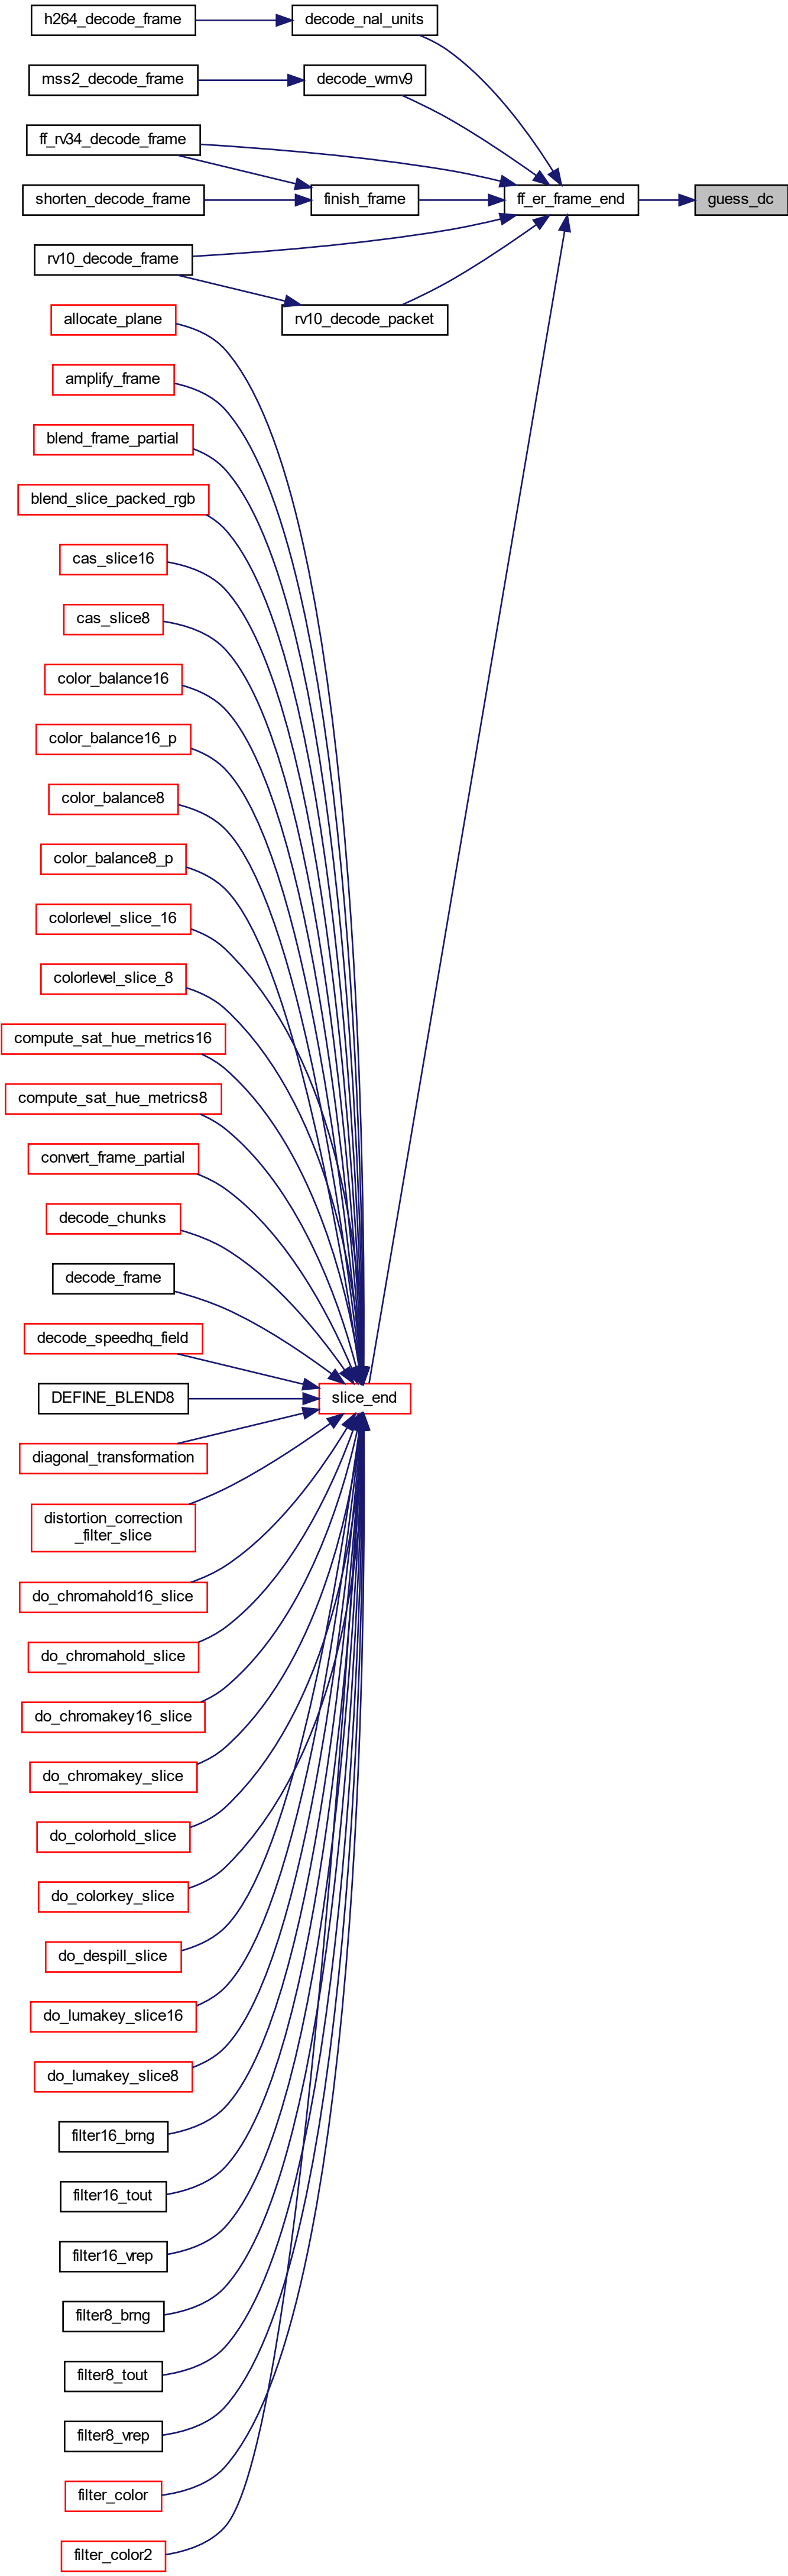 h264_decode_frame
decode_nal_units
mss2_decode_frame
decode_wmv9
ff_rv34_decode_frame
shorten_decode_frame
finish_frame
ff_er_frame_end
guess_dc
rv10_decode_frame
rv10_decode_packet
allocate_plane
amplify_frame
blend_frame_partial
blend_slice_packed_rgb
cas_slice16
cas_slice8
color_balance16
color_balance16_p
color_balance8
color_balance8_p
colorlevel_slice_16
colorlevel_slice_8
compute_sat_hue_metrics16
compute_sat_hue_metrics8
convert_frame_partial
decode_chunks
decode_frame
decode_speedhq_field
DEFINE_BLEND8
slice_end
diagonal_transformation
distortion_correction
_filter_slice
do_chromahold16_slice
do_chromahold_slice
do_chromakey16_slice
do_chromakey_slice
do_colorhold_slice
do_colorkey_slice
do_despill_slice
do_lumakey_slice16
do_lumakey_slice8
filter16_brng
filter16_tout
filter16_vrep
filter8_brng
filter8_tout
filter8_vrep
filter_color
filter_color2